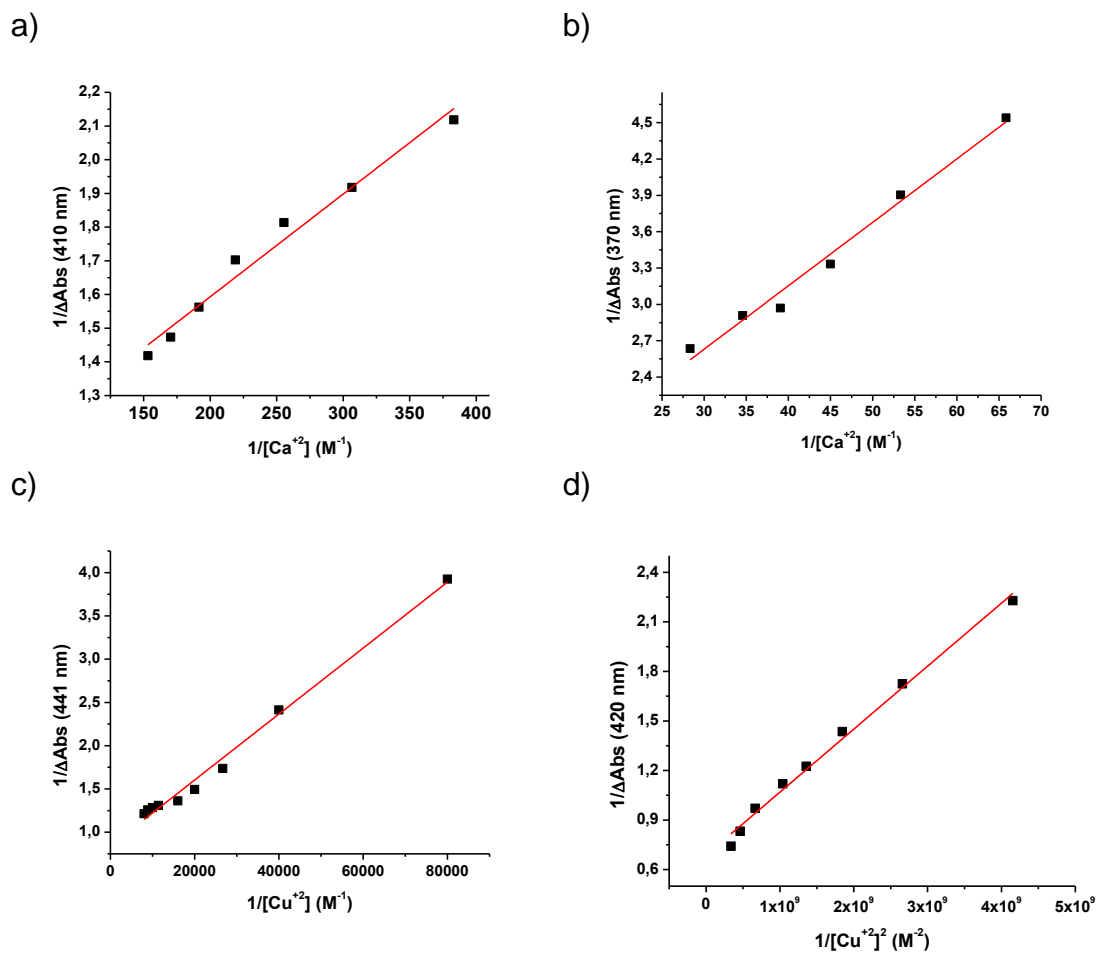 a)
2,2
2,1
2,0
1,9
1,8
1,7
1,6
1,5
1,4
1,3
1/ΔAbs (410 nm)
150 200 250 300 350 400
1/[Ca⁺²] (M⁻¹)
b)
4,5
4,2
3,9
3,6
3,3
3,0
2,7
2,4
1/ΔAbs (370 nm)
25 30 35 40 45 50 55 60 65 70
1/[Ca⁺²] (M⁻¹)
c)
4,0
3,5
3,0
2,5
2,0
1,5
1,0
1/ΔAbs (441 nm)
0 20000 40000 60000 80000
1/[Cu⁺²] (M⁻¹)
d)
2,4
2,1
1,8
1,5
1,2
0,9
0,6
1/ΔAbs (420 nm)
0 1x10⁹ 2x10⁹ 3x10⁹ 4x10⁹ 5x10⁹
1/[Cu⁺²]² (M⁻²)